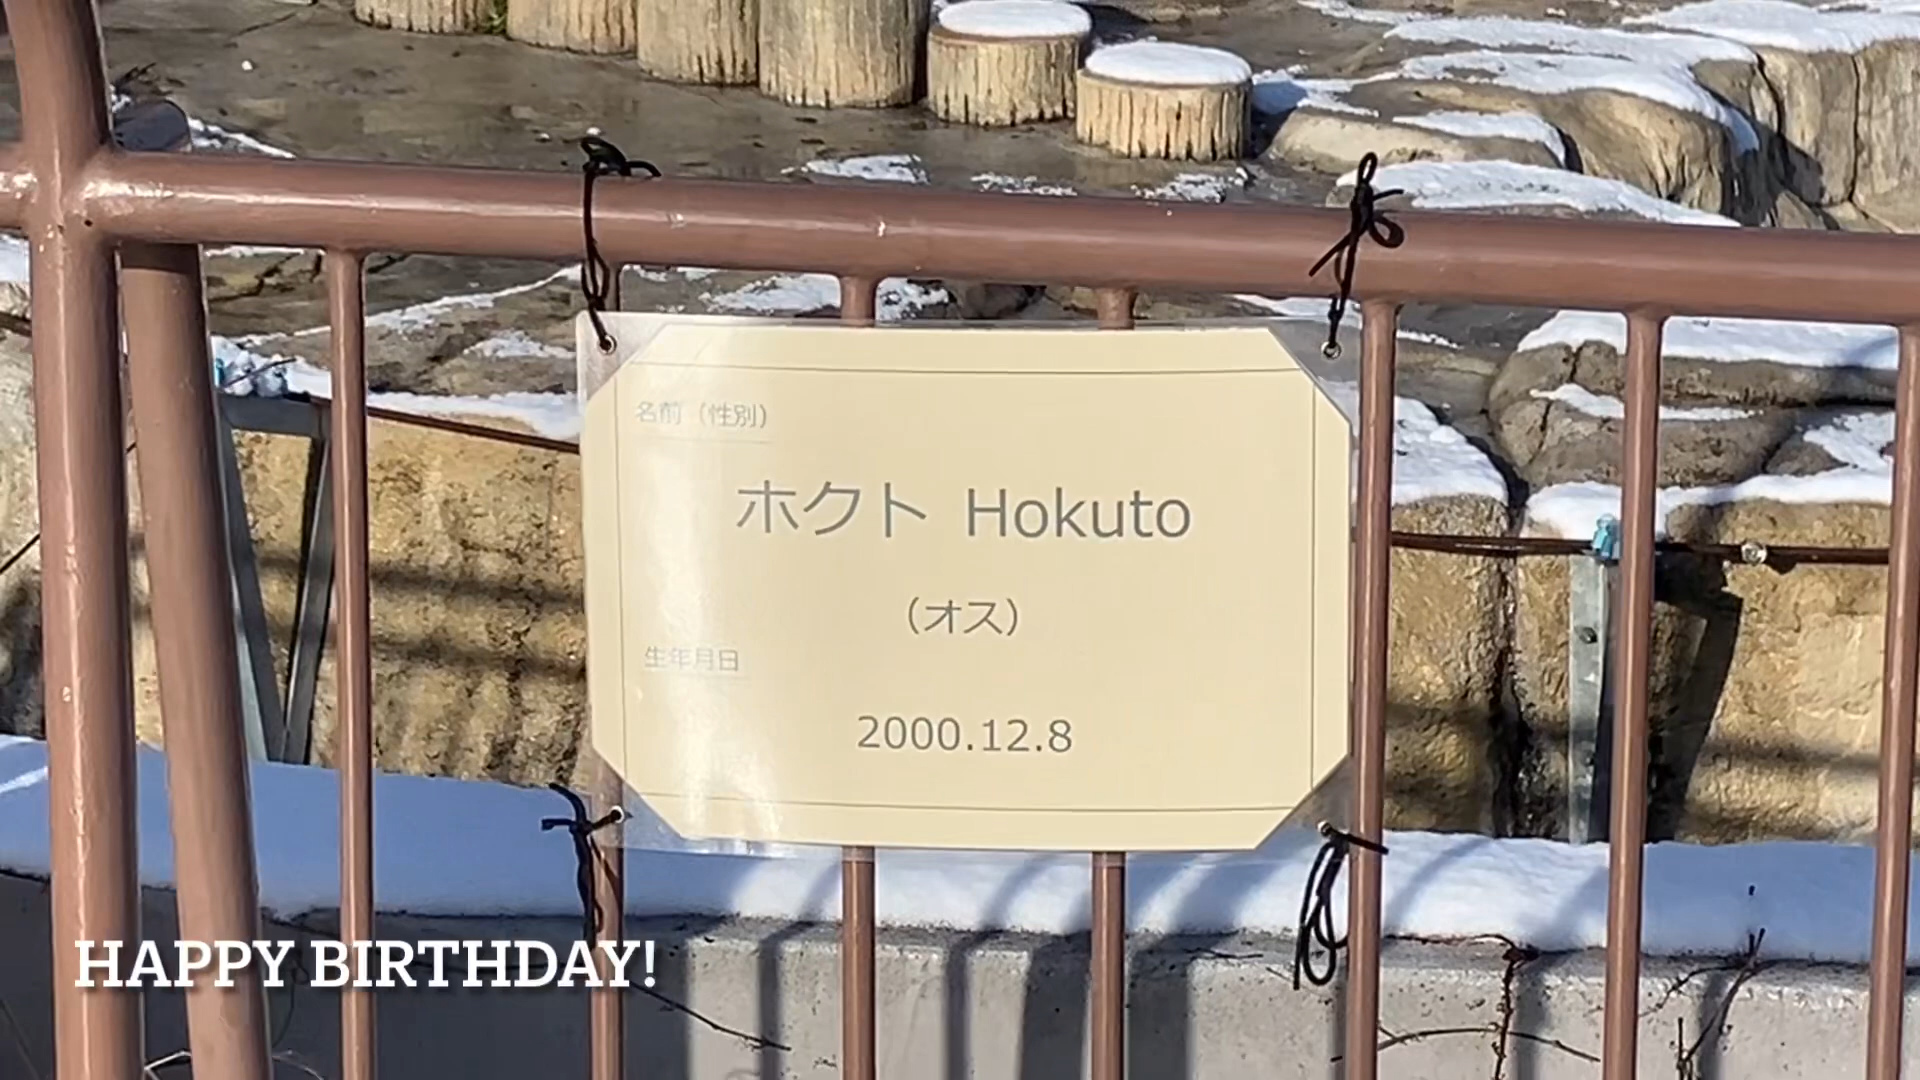 名前（性別）
ホクト Hokuto
（オス）
生年月日
2000.12.8
HAPPY BIRTHDAY!